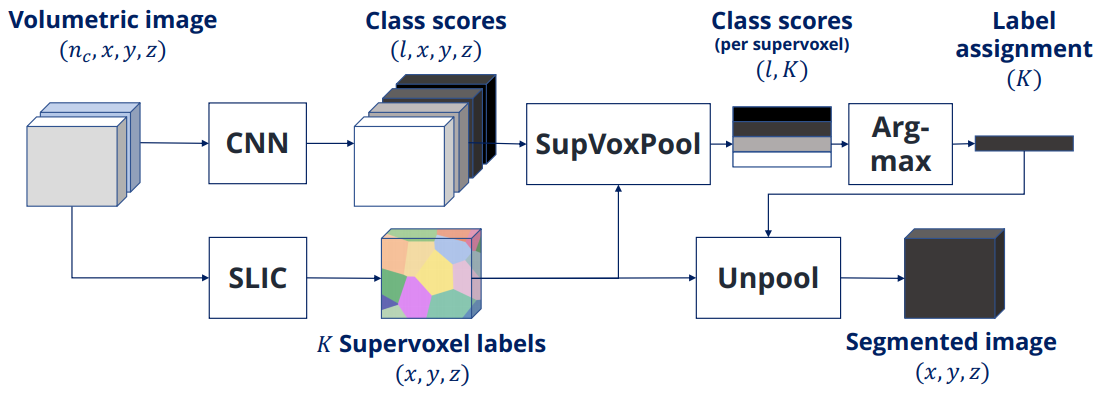 Volumetric image
(n_c, x, y, z)
Class scores
(l, x, y, z)
Class scores
(per supervoxel)
(l, K)
Label
assignment
(K)
CNN
SupVoxPool
Arg-
max
SLIC
Unpool
K Supervoxel labels
(x, y, z)
Segmented image
(x, y, z)